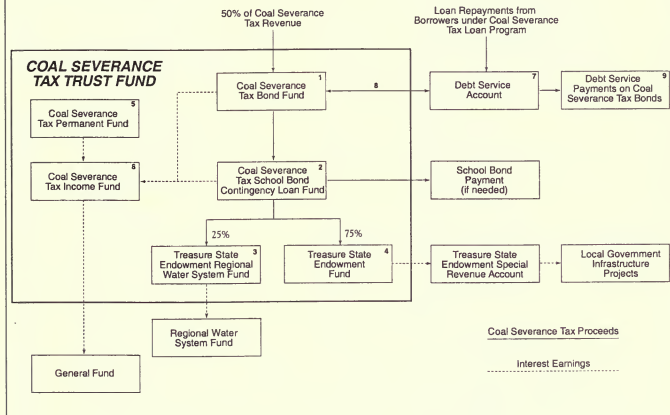 50% of Coal Severance
Tax Revenue
Loan Repayments from
Borrowers under Coal Severance
Tax Loan Program
COAL SEVERANCE
TAX TRUST FUND
1
Coal Severance
Tax Bond Fund
8
7
Debt Service
Account
9
Debt Service
Payments on Coal
Severance Tax Bonds
5
Coal Severance
Tax Permanent Fund
6
Coal Severance
Tax Income Fund
2
Coal Severance
Tax School Bond
Contingency Loan Fund
School Bond
Payment
(if needed)
25%
75%
3
Treasure State
Endowment Regional
Water System Fund
4
Treasure State
Endowment
Fund
Treasure State
Endowment Special
Revenue Account
Local Government
Infrastructure
Projects
Regional Water
System Fund
General Fund
Coal Severance Tax Proceeds
Interest Earnings